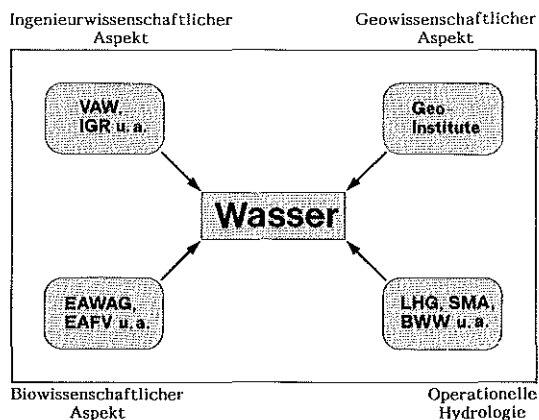 Ingenieurwissenschaftlicher
Aspekt
Geowissenschaftlicher
Aspekt
VAW,
IGR u. a.
Geo-
Institute
Wasser
EAWAG,
EAFV u. a.
LHG, SMA,
BWW u. a.
Biowissenschaftlicher
Aspekt
Operationelle
Hydrologie